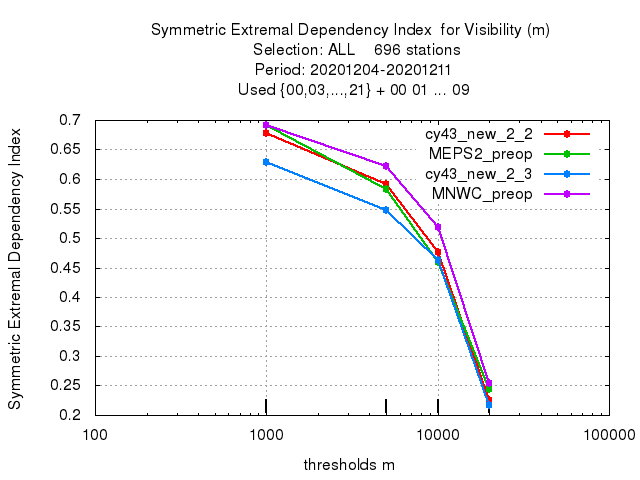 Symmetric Extremal Dependency Index  for Visibility (m)
Selection: ALL    696 stations
Period: 20201204-20201211
Used {00,03,...,21} + 00 01 ... 09
Symmetric Extremal Dependency Index
0.7
0.65
0.6
0.55
0.5
0.45
0.4
0.35
0.3
0.25
0.2
cy43_new_2_2
MEPS2_preop
cy43_new_2_3
MNWC_preop
100 1000 10000 100000
thresholds m